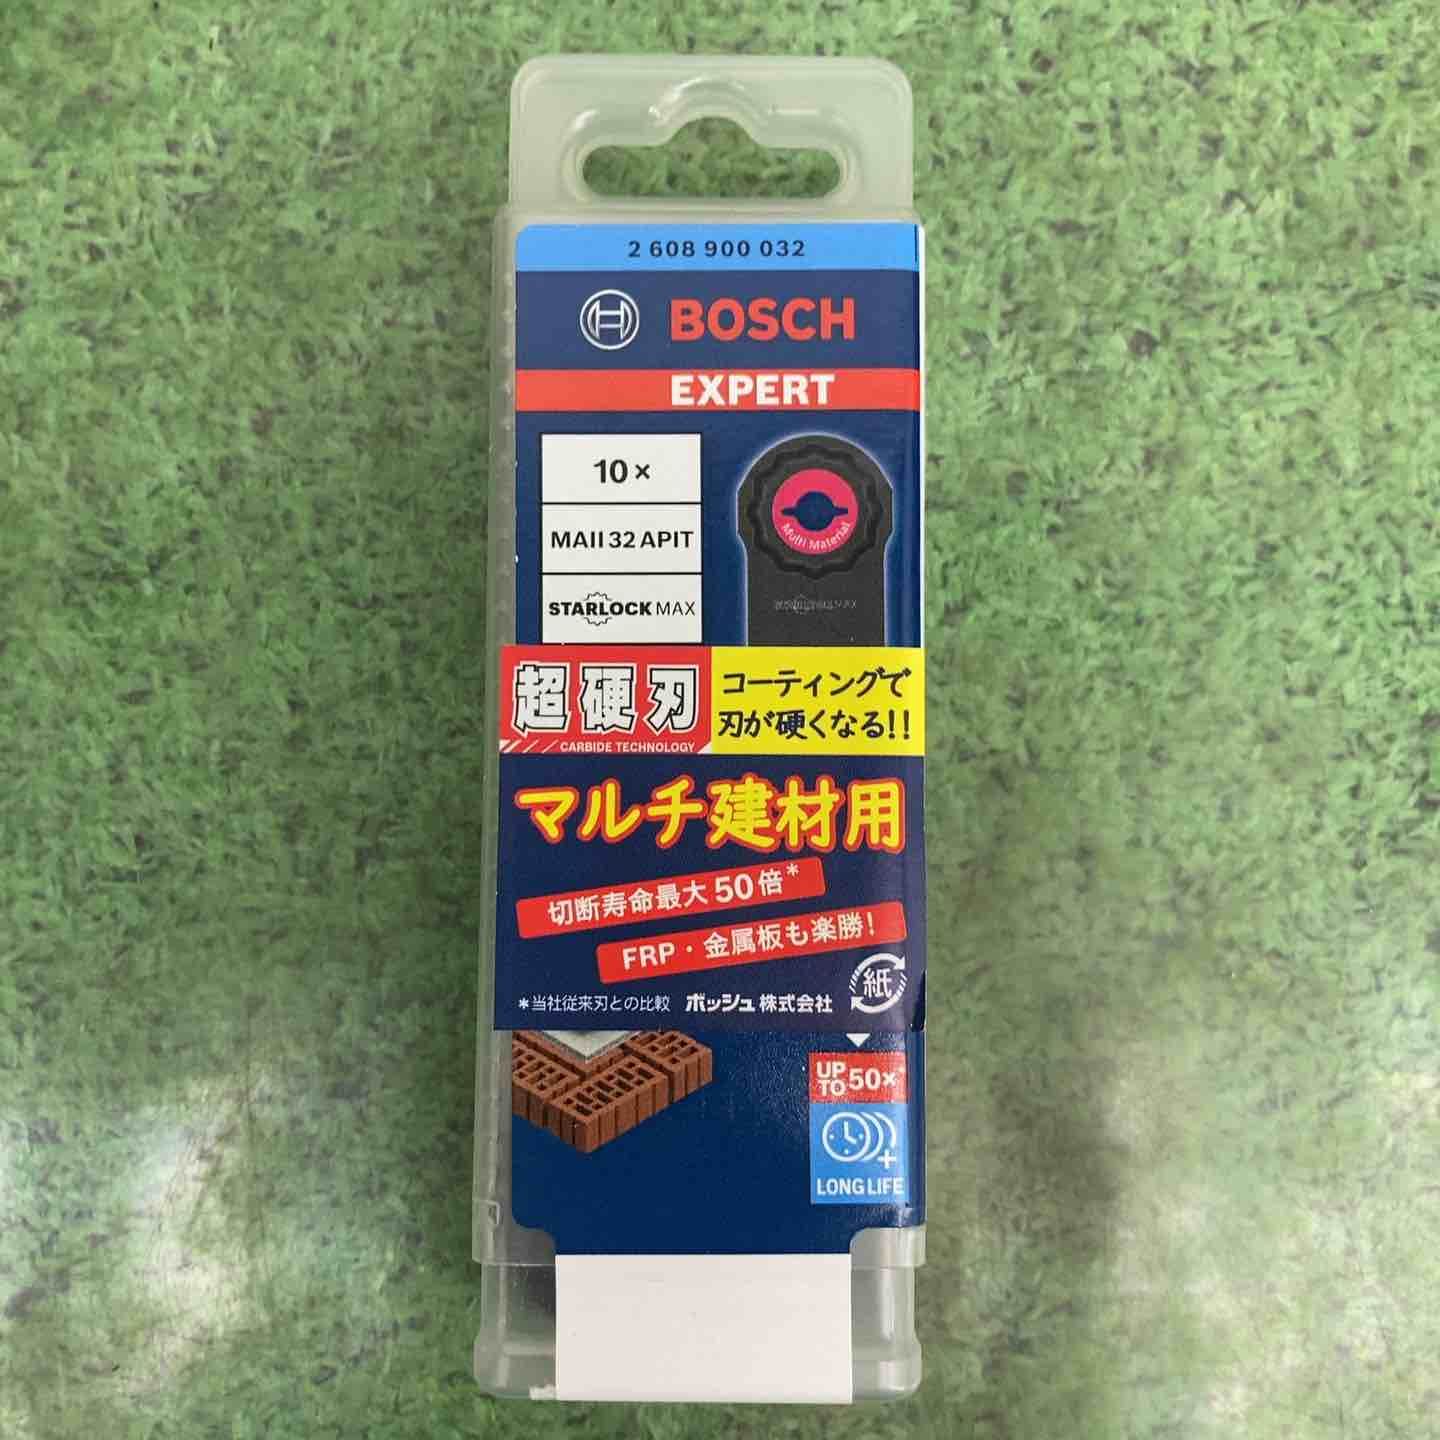 2 608 900 032
BOSCH
EXPERT
10×
MAII 32 APIT
STARLOCK MAX
Multi Material
超硬刃
CARBIDE TECHNOLOGY
コーティングで
刃が硬くなる!!
マルチ建材用
切断寿命最大50倍*
FRP・金属板も楽勝!
*当社従来刃との比較 ボッシュ株式会社
紙
UP TO 50×*
LONG LIFE